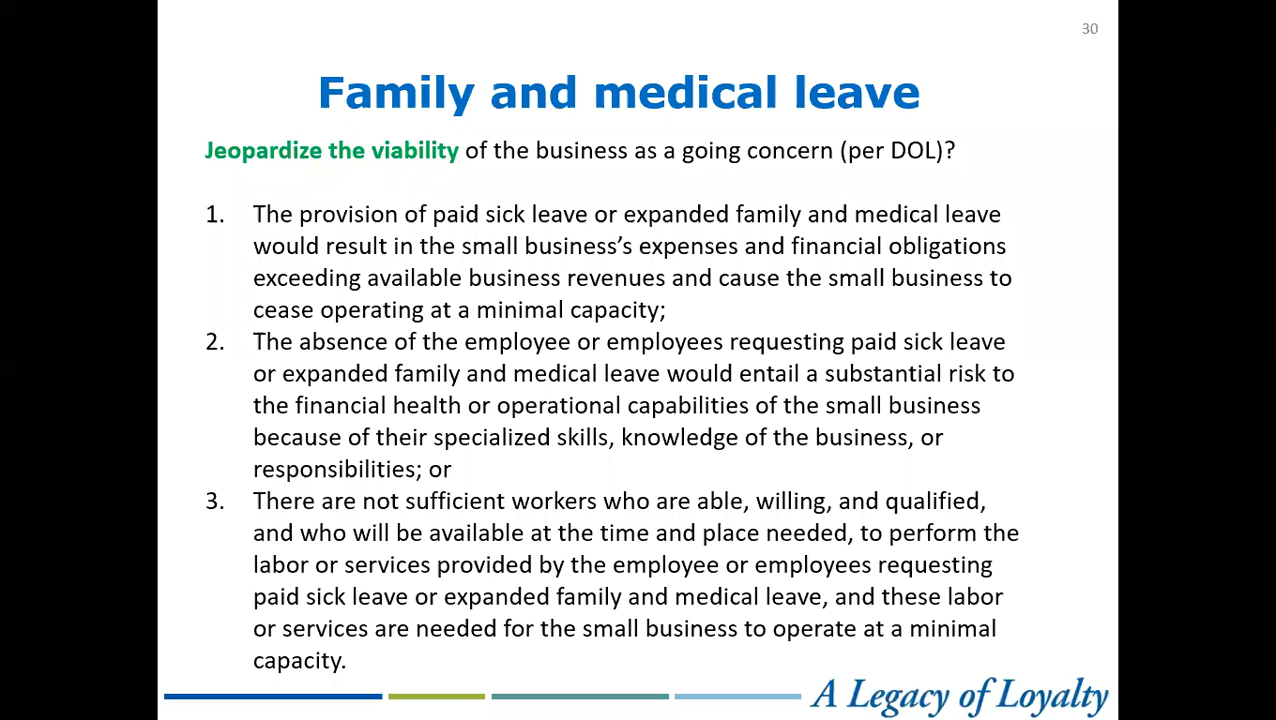 30
Family and medical leave
Jeopardize the viability of the business as a going concern (per DOL)?
1. The provision of paid sick leave or expanded family and medical leave
would result in the small business's expenses and financial obligations
exceeding available business revenues and cause the small business to
cease operating at a minimal capacity;
2. The absence of the employee or employees requesting paid sick leave
or expanded family and medical leave would entail a substantial risk to
the financial health or operational capabilities of the small business
because of their specialized skills, knowledge of the business, or
responsibilities; or
3. There are not sufficient workers who are able, willing, and qualified,
and who will be available at the time and place needed, to perform the
labor or services provided by the employee or employees requesting
paid sick leave or expanded family and medical leave, and these labor
or services are needed for the small business to operate at a minimal
capacity.
A Legacy of Loyalty